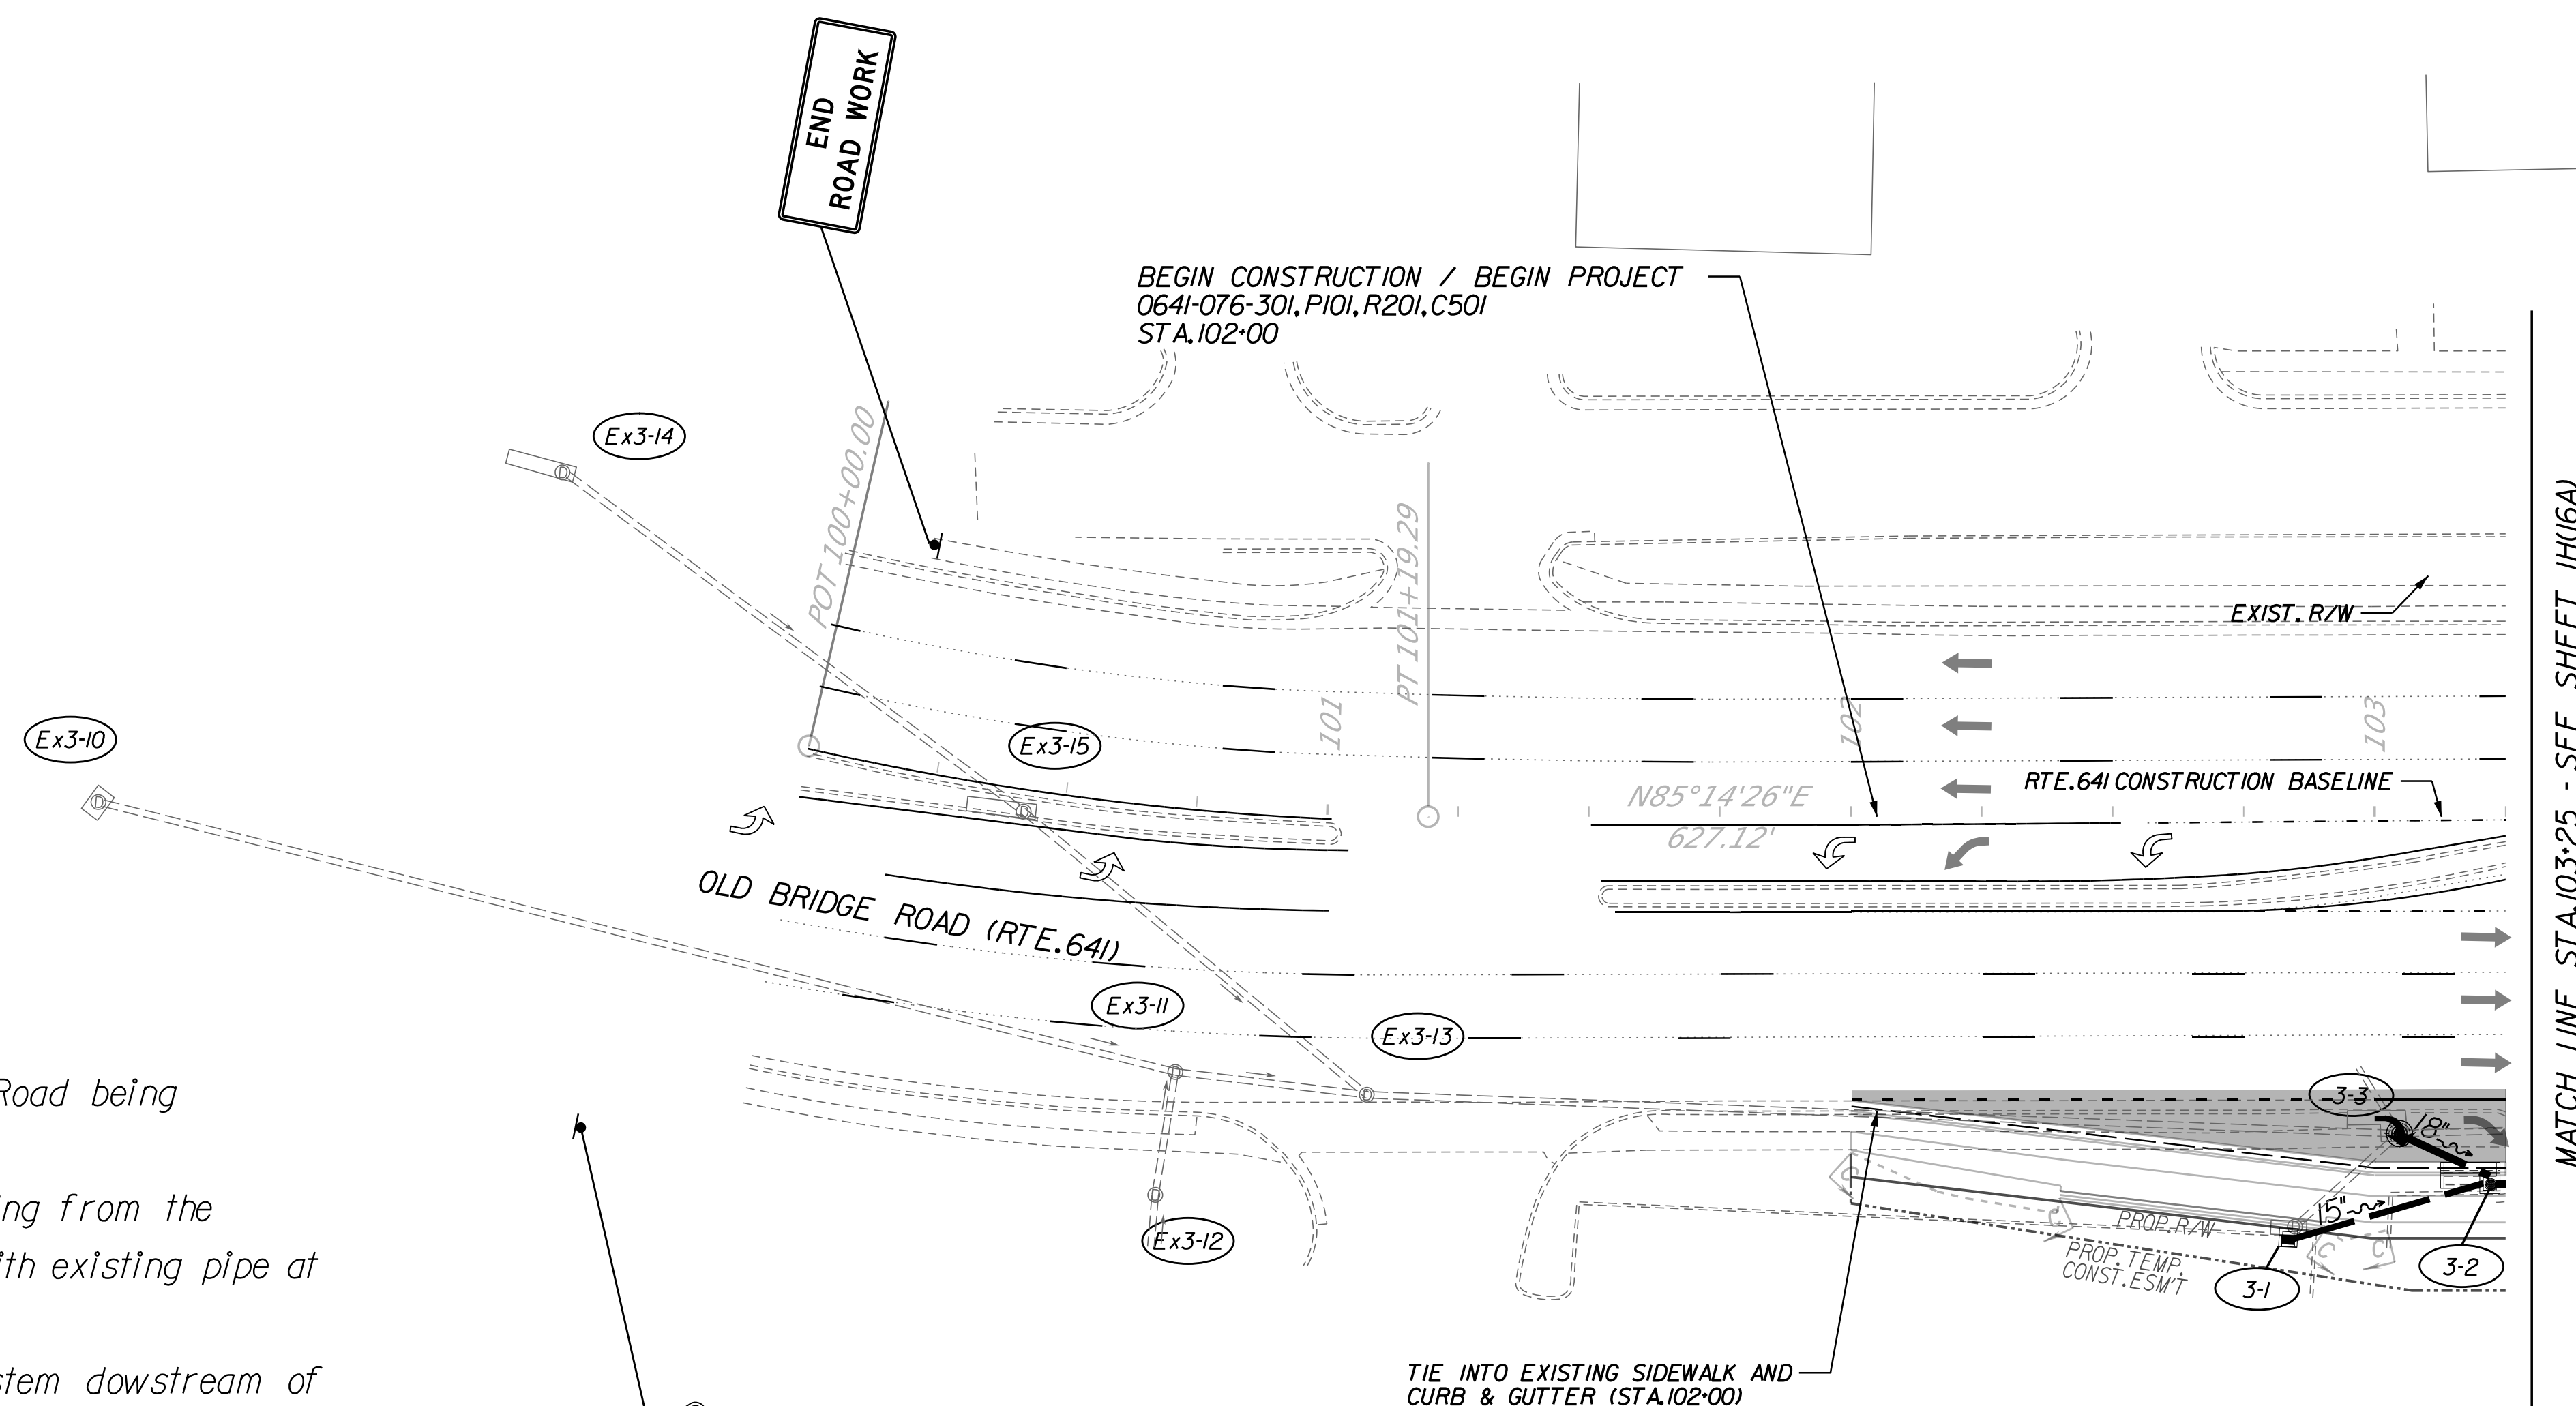 END
ROAD WORK
BEGIN CONSTRUCTION / BEGIN PROJECT
0641-076-301, P101, R201, C501
STA. 102+00
Ex3-14
POT 100+00.00
PT 101+19.29
EXIST. R/W
Ex3-10
Ex3-15
101
102
103
N85°14'26"E
627.12'
RTE. 641 CONSTRUCTION BASELINE
OLD BRIDGE ROAD (RTE. 641)
Ex3-11
Ex3-13
Ex3-12
3-3
18"
15"
PROP. R/W
PROP. TEMP.
CONST. ESM'T
3-1
3-2
C
C
C
C
D
D
D
D
D
D
TIE INTO EXISTING SIDEWALK AND
CURB & GUTTER (STA. 102+00)
MATCH LINE STA. 103+25 - SEE SHEET 1H(16A)
Road being
ing from the
ith existing pipe at
stem dowstream of